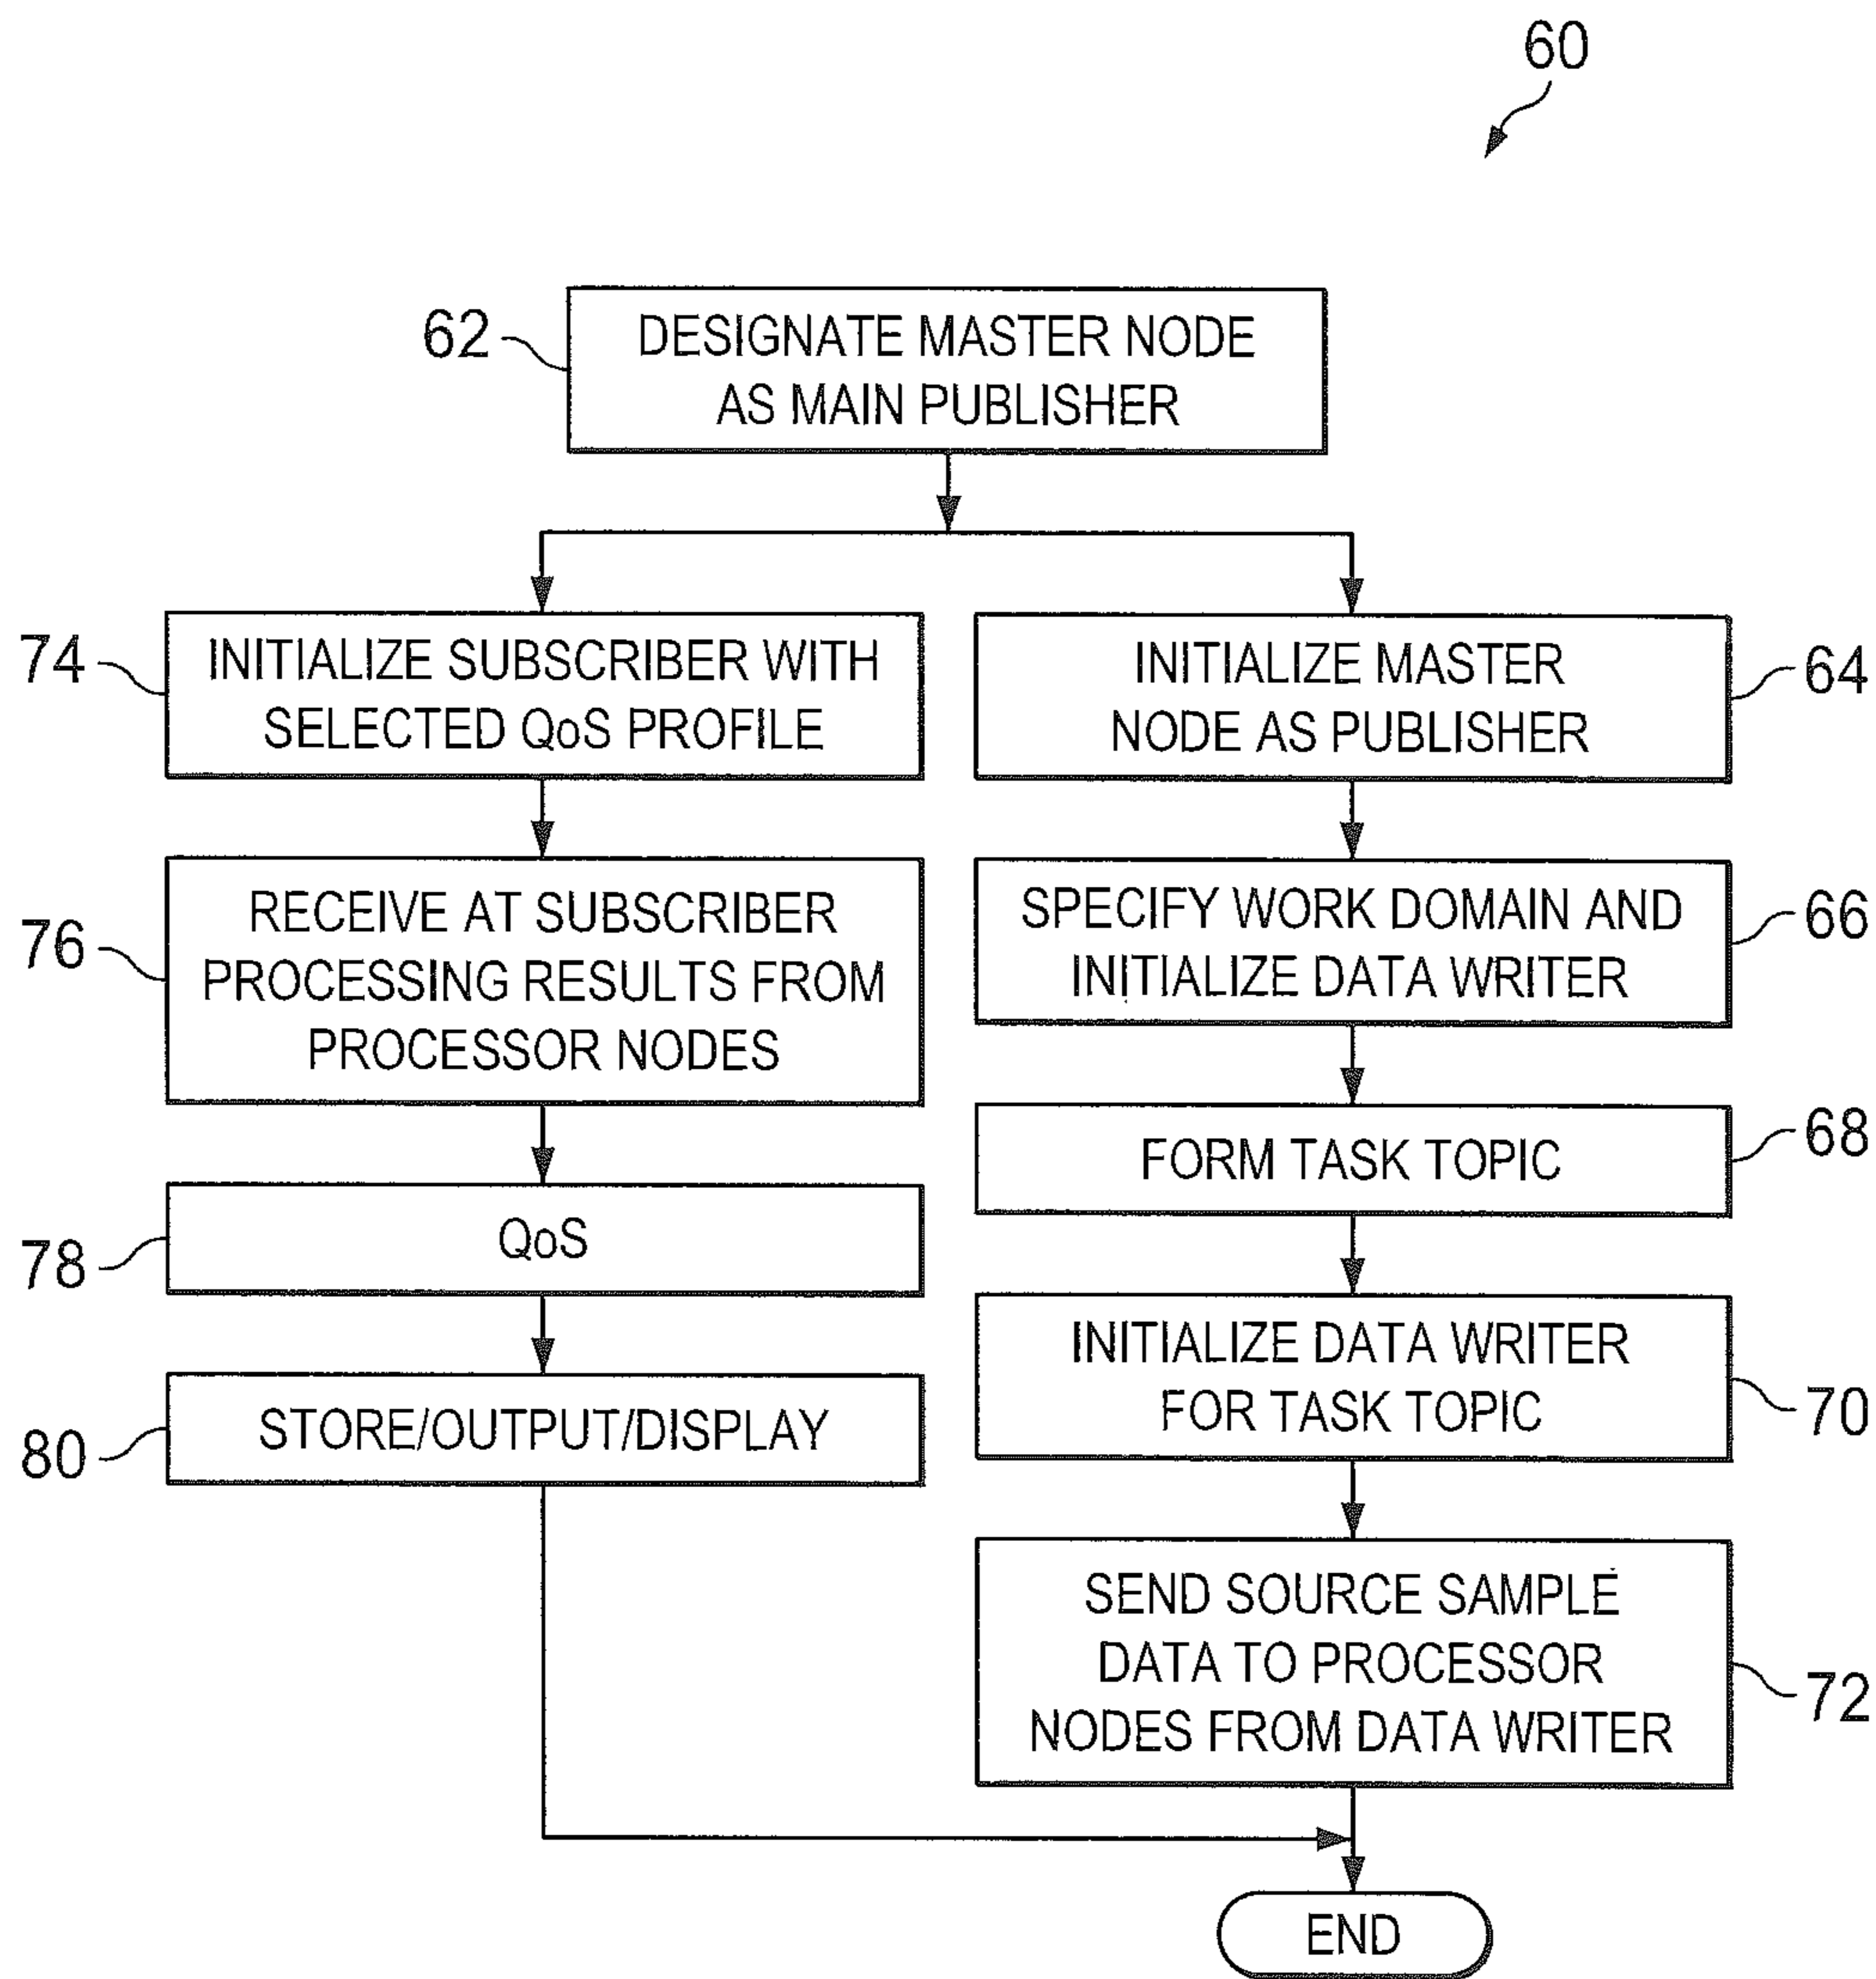 60
62
DESIGNATE MASTER NODE
AS MAIN PUBLISHER
74
INITIALIZE SUBSCRIBER WITH
SELECTED QoS PROFILE
76
RECEIVE AT SUBSCRIBER
PROCESSING RESULTS FROM
PROCESSOR NODES
78
QoS
80
STORE/OUTPUT/DISPLAY
INITIALIZE MASTER
NODE AS PUBLISHER
64
SPECIFY WORK DOMAIN AND
INITIALIZE DATA WRITER
66
FORM TASK TOPIC
68
INITIALIZE DATA WRITER
FOR TASK TOPIC
70
SEND SOURCE SAMPLE
DATA TO PROCESSOR
NODES FROM DATA WRITER
72
END